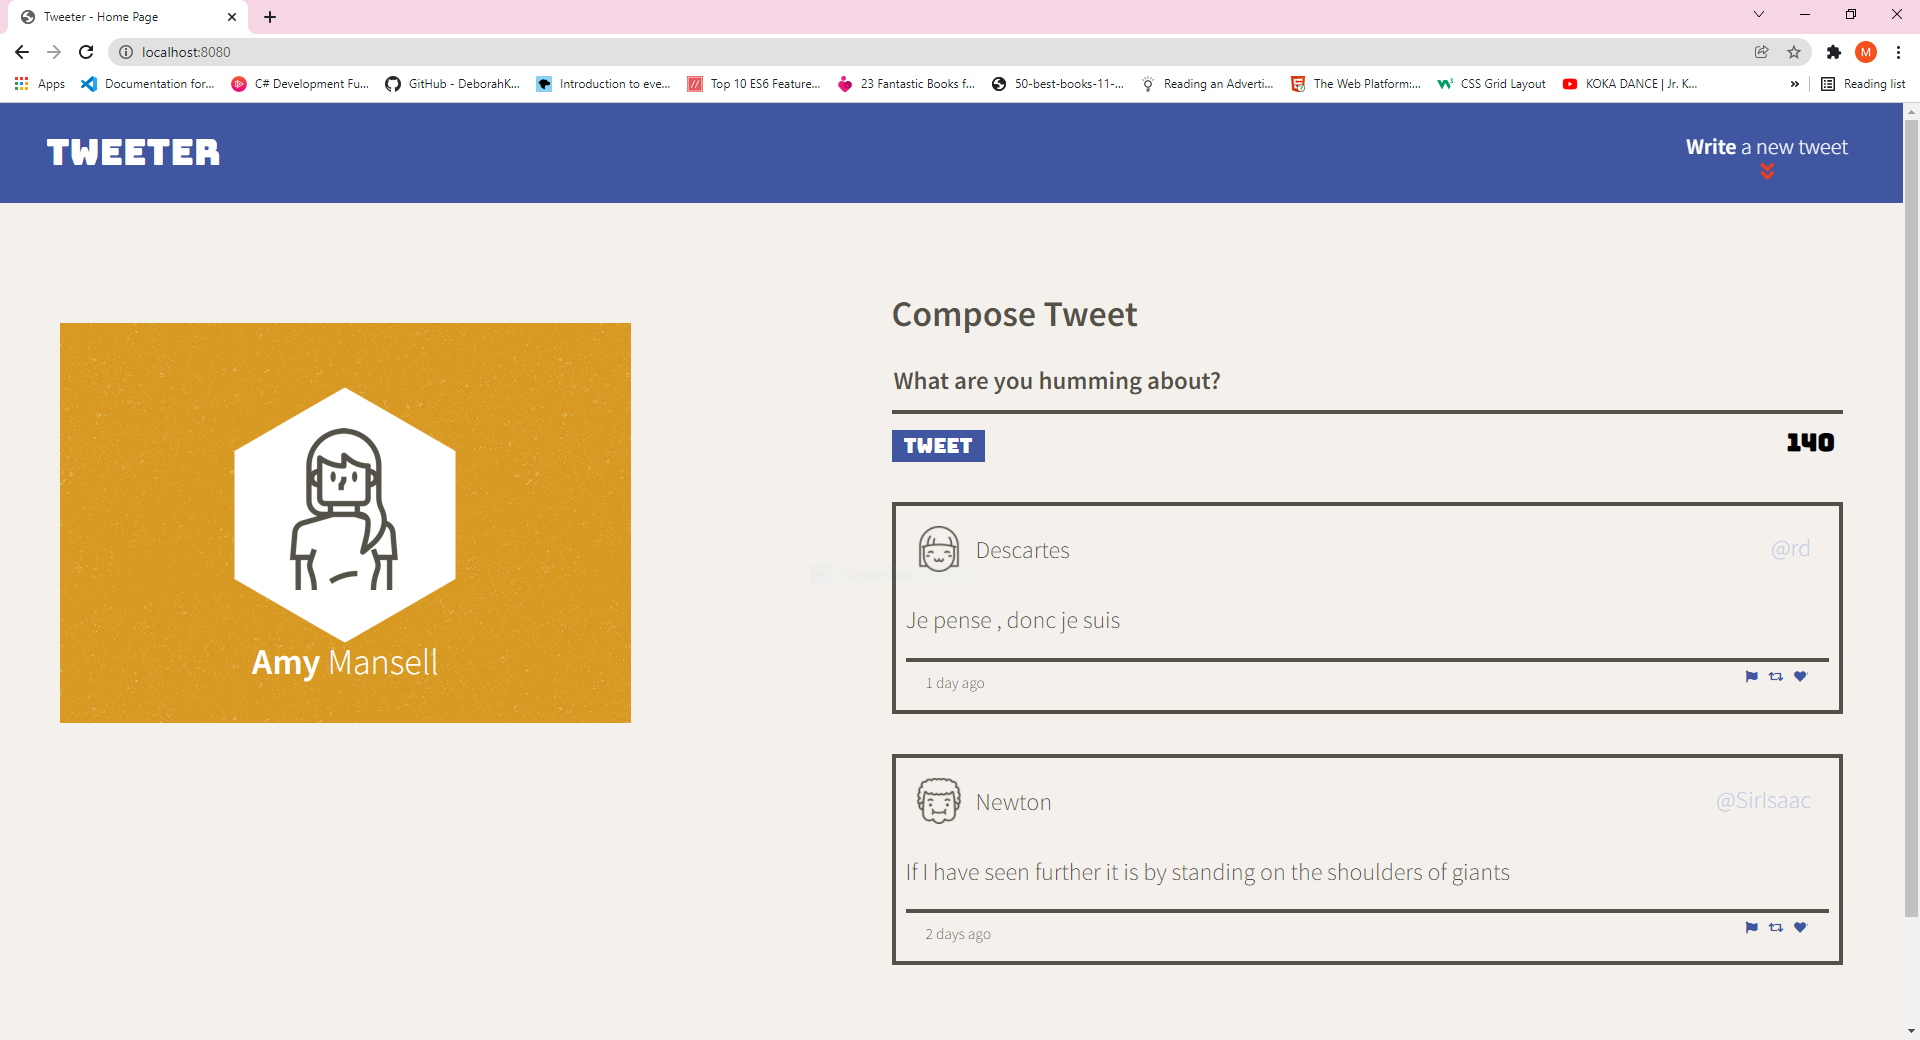 Tweeter - Home Page
localhost:8080
M
Apps
Documentation for...
C# Development Fu...
GitHub - DeborahK...
Introduction to eve...
Top 10 ES6 Feature...
23 Fantastic Books f...
50-best-books-11-...
Reading an Adverti...
The Web Platform:...
CSS Grid Layout
KOKA DANCE | Jr. K...
»
Reading list
TWEETER
Write a new tweet
Compose Tweet
What are you humming about?
TWEET
140
Amy Mansell
Descartes
@rd
Je pense , donc je suis
1 day ago
Newton
@SirIsaac
If I have seen further it is by standing on the shoulders of giants
2 days ago